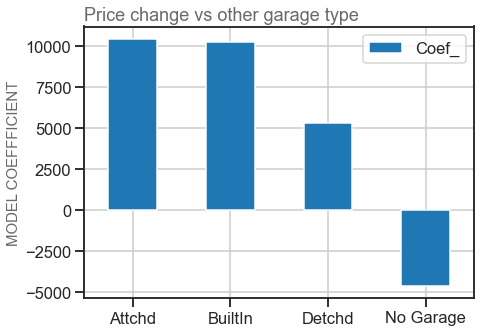 Price change vs other garage type
Coef_
MODEL COEFFFICIENT
10000
7500
5000
2500
0
−2500
−5000
Attchd
BuiltIn
Detchd
No Garage